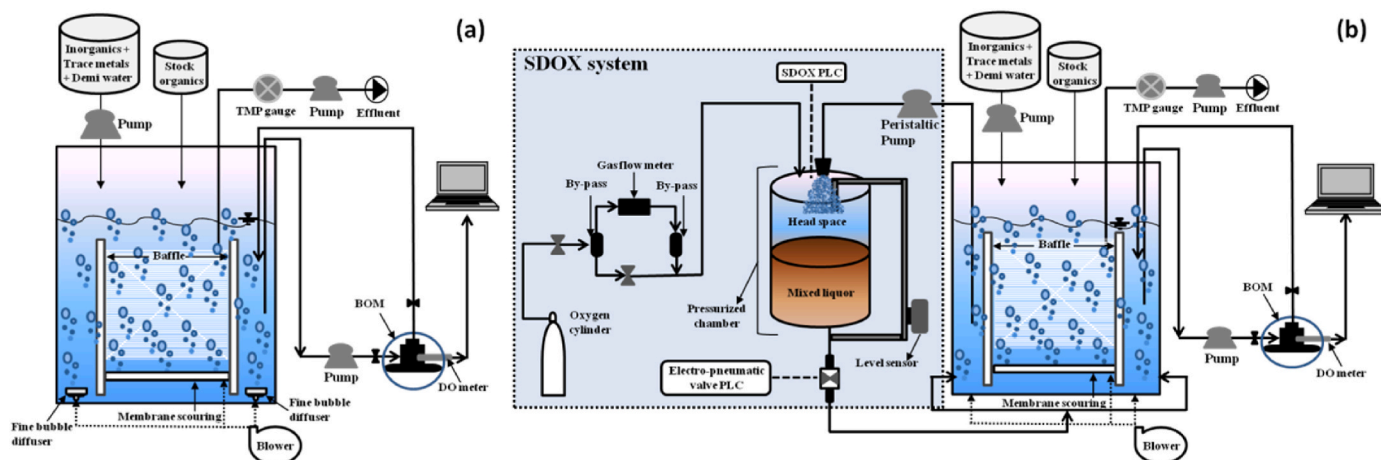 (a)
Inorganics +
Trace metals
+ Demi water
Stock
organics
Pump
TMP gauge
Pump
Effluent
Baffle
BOM
Pump
DO meter
Fine bubble
diffuser
Membrane scouring
Fine bubble
diffuser
Blower
(b)
SDOX system
SDOX PLC
Gas flow meter
By-pass
By-pass
Peristaltic
Pump
Head space
Mixed liquor
Pressurized
chamber
Oxygen
cylinder
Level sensor
Electro-pneumatic
valve PLC
Inorganics +
Trace metals
+ Demi water
Stock
organics
Pump
TMP gauge
Pump
Effluent
Baffle
BOM
Pump
DO meter
Membrane scouring
Blower